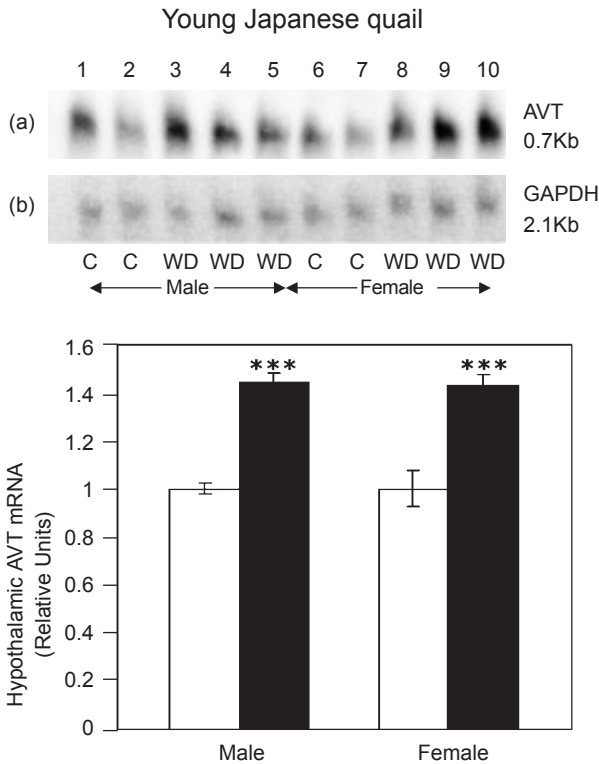 Young Japanese quail
1 2 3 4 5 6 7 8 9 10
(a)
AVT
0.7Kb
(b)
GAPDH
2.1Kb
C C WD WD WD C C WD WD WD
Male Female
1.6
1.4
1.2
1
0.8
0.6
0.4
0.2
0
Hypothalamic AVT mRNA
(Relative Units)
*** ***
Male Female